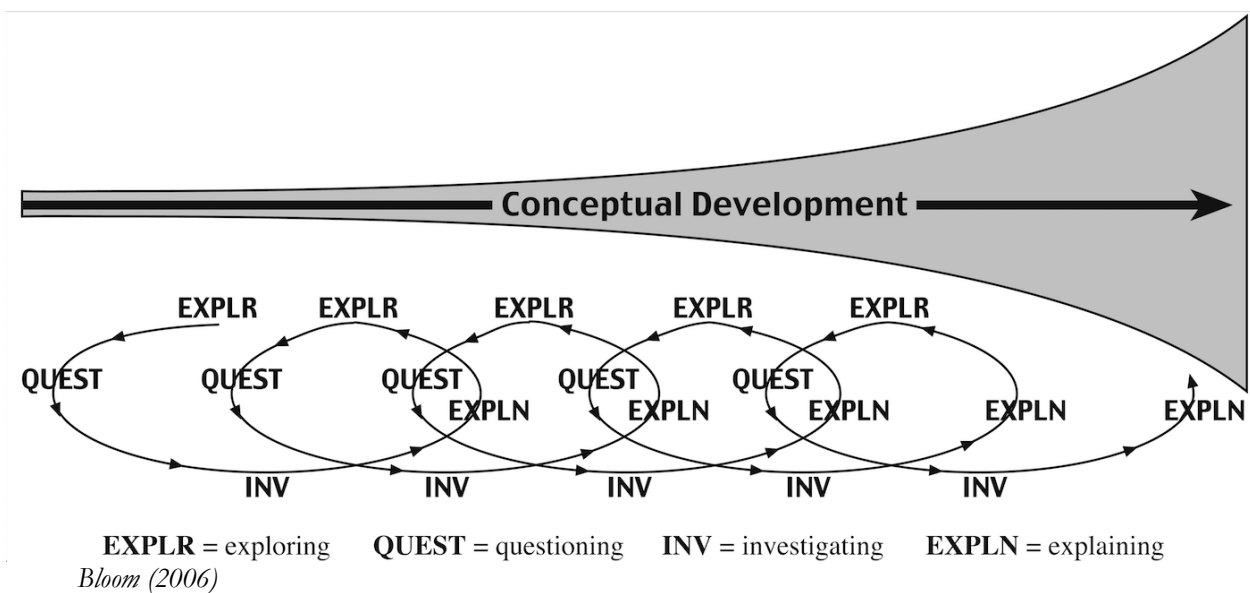 Conceptual Development
EXPLR EXPLR EXPLR EXPLR EXPLR
QUEST QUEST QUEST QUEST QUEST
EXPLN EXPLN EXPLN EXPLN EXPLN
INV INV INV INV INV
EXPLR = exploring QUEST = questioning INV = investigating EXPLN = explaining
Bloom (2006)